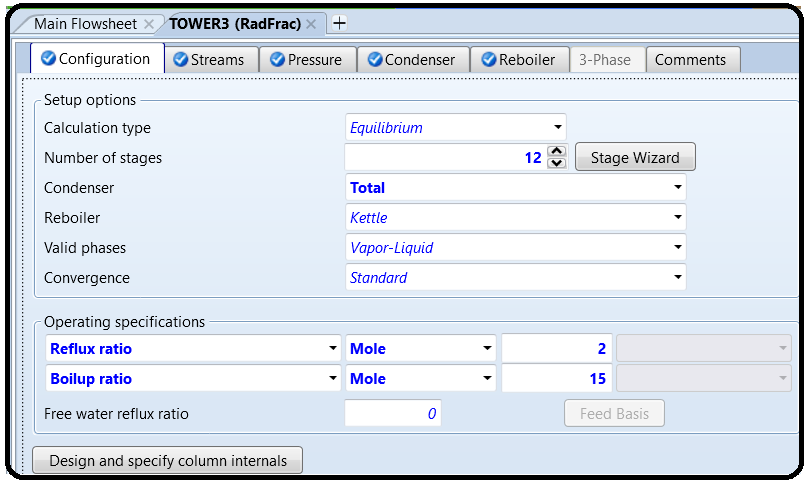 Main Flowsheet TOWER3 (RadFrac) +
Configuration Streams Pressure Condenser Reboiler 3-Phase Comments
Setup options
Calculation type Equilibrium
Number of stages 12 Stage Wizard
Condenser Total
Reboiler Kettle
Valid phases Vapor-Liquid
Convergence Standard
Operating specifications
Reflux ratio Mole 2
Boilup ratio Mole 15
Free water reflux ratio 0 Feed Basis
Design and specify column internals